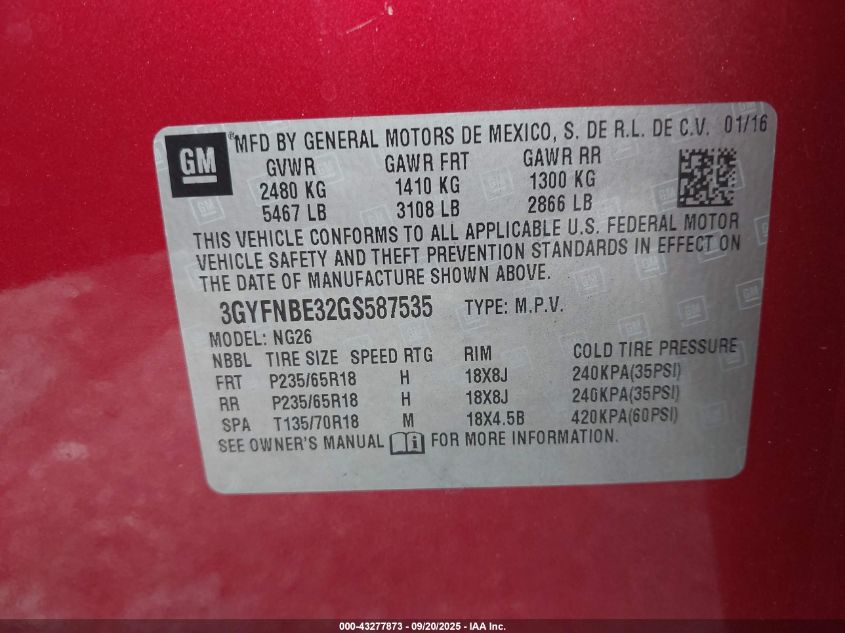 GM ® MFD BY GENERAL MOTORS DE MEXICO, S. DE R.L. DE C.V. 01/16
GVWR GAWR FRT GAWR RR
2480 KG 1410 KG 1300 KG
5467 LB 3108 LB 2866 LB
THIS VEHICLE CONFORMS TO ALL APPLICABLE U.S. FEDERAL MOTOR
VEHICLE SAFETY AND THEFT PREVENTION STANDARDS IN EFFECT ON
THE DATE OF MANUFACTURE SHOWN ABOVE.
3GYFNBE32GS587535 TYPE: M.P.V.
MODEL: NG26
NBBL TIRE SIZE SPEED RTG RIM COLD TIRE PRESSURE
FRT P235/65R18 H 18X8J 240KPA(35PSI)
RR P235/65R18 H 18X8J 240KPA(35PSI)
SPA T135/70R18 M 18X4.5B 420KPA(60PSI)
SEE OWNER'S MANUAL FOR MORE INFORMATION.
000-43277873 - 09/20/2025 - IAA Inc.